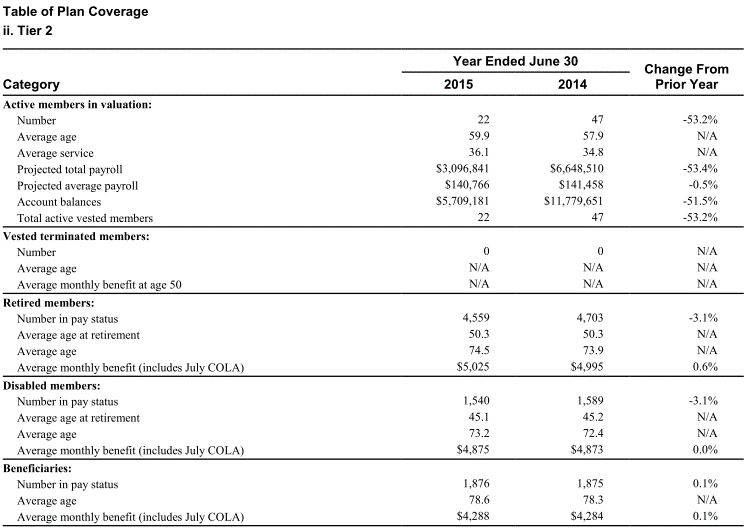 Table of Plan Coverage
ii. Tier 2
Year Ended June 30
Change From
Category 2015 2014 Prior Year
Active members in valuation:
Number 22 47 -53.2%
Average age 59.9 57.9 N/A
Average service 36.1 34.8 N/A
Projected total payroll $3,096,841 $6,648,510 -53.4%
Projected average payroll $140,766 $141,458 -0.5%
Account balances $5,709,181 $11,779,651 -51.5%
Total active vested members 22 47 -53.2%
Vested terminated members:
Number 0 0 N/A
Average age N/A N/A N/A
Average monthly benefit at age 50 N/A N/A N/A
Retired members:
Number in pay status 4,559 4,703 -3.1%
Average age at retirement 50.3 50.3 N/A
Average age 74.5 73.9 N/A
Average monthly benefit (includes July COLA) $5,025 $4,995 0.6%
Disabled members:
Number in pay status 1,540 1,589 -3.1%
Average age at retirement 45.1 45.2 N/A
Average age 73.2 72.4 N/A
Average monthly benefit (includes July COLA) $4,875 $4,873 0.0%
Beneficiaries:
Number in pay status 1,876 1,875 0.1%
Average age 78.6 78.3 N/A
Average monthly benefit (includes July COLA) $4,288 $4,284 0.1%